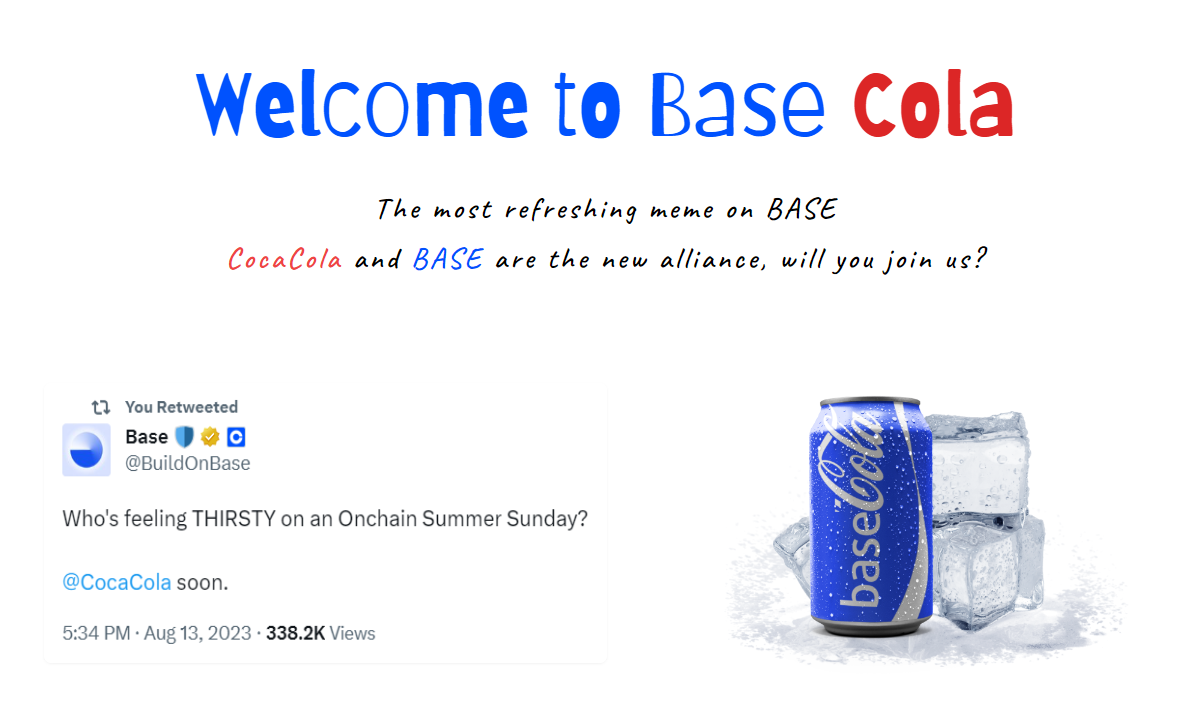 Welcome to Base Cola
The most refreshing meme on BASE
CocaCola and BASE are the new alliance, will you join us?
You Retweeted
Base
@BuildOnBase
Who's feeling THIRSTY on an Onchain Summer Sunday?
@CocaCola soon.
5:34 PM · Aug 13, 2023 · 338.2K Views
baseCola